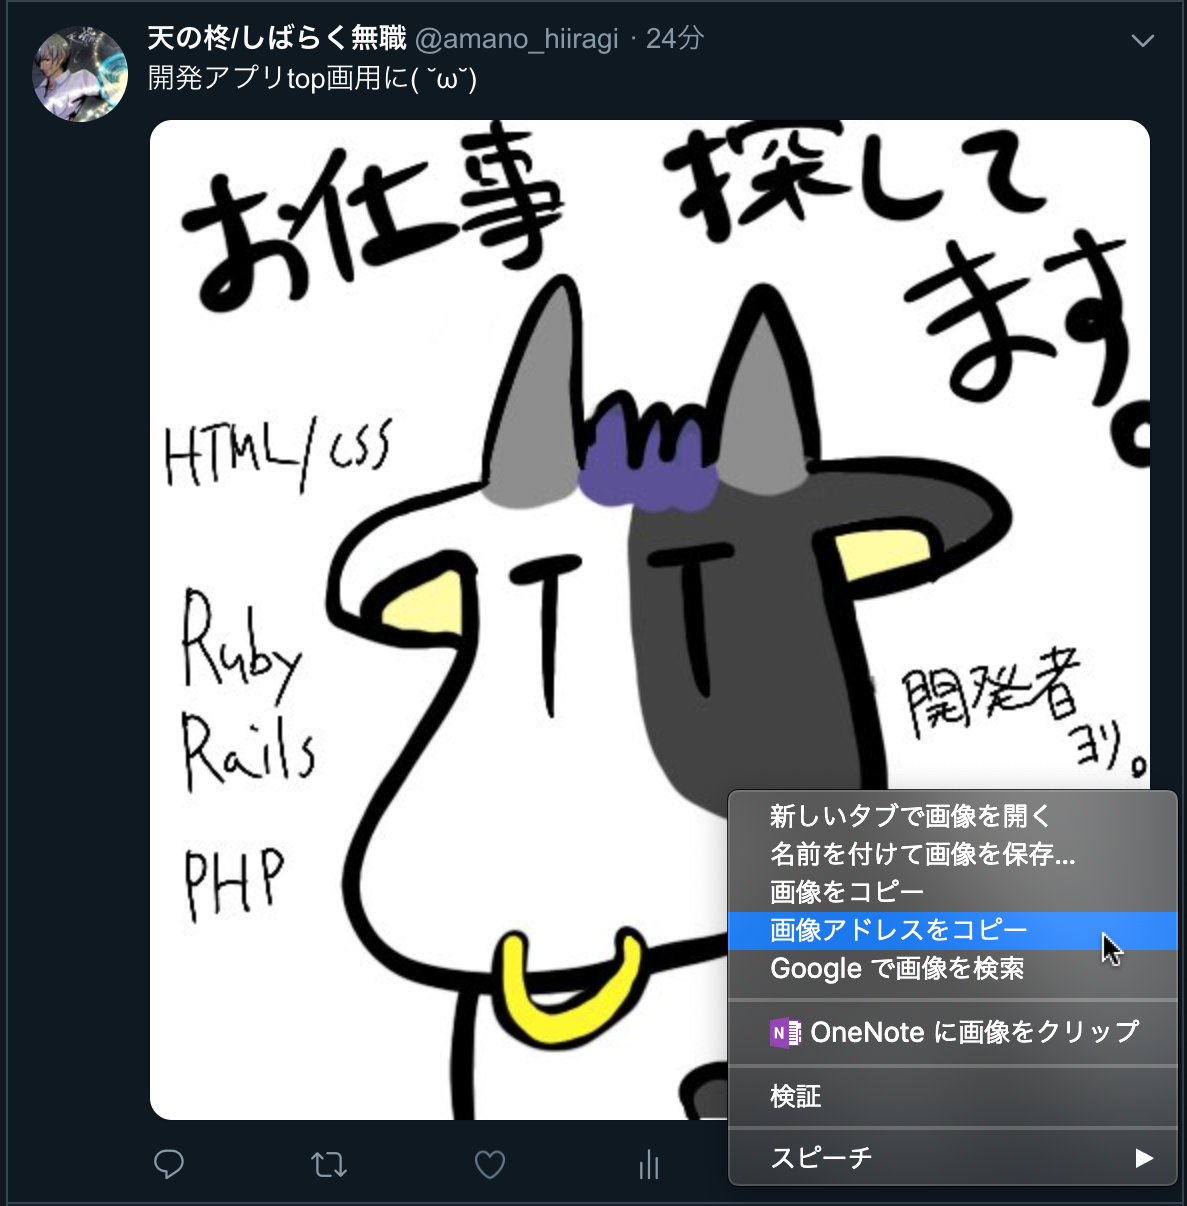 天の柊/しばらく無職 @amano_hiiragi · 24分
開発アプリtop画用に( ˘ω˘)
お仕事 探して
ます。
HTML/CSS
Ruby
Rails
PHP
開発者
ヨリ。
新しいタブで画像を開く
名前を付けて画像を保存...
画像をコピー
画像アドレスをコピー
Google で画像を検索
OneNote に画像をクリップ
検証
スピーチ